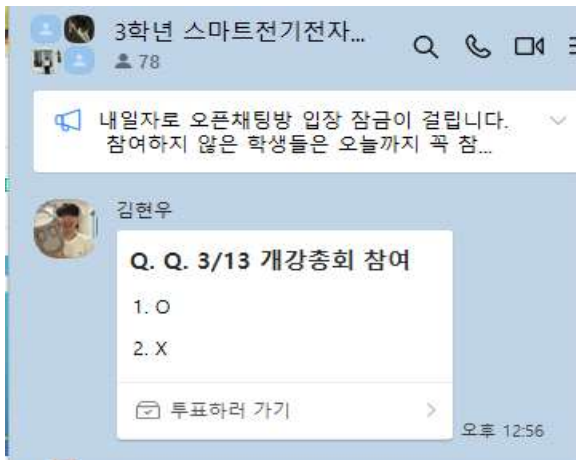 3학년 스마트전기전자...
78
내일자로 오픈채팅방 입장 잠금이 걸립니다.
참여하지 않은 학생들은 오늘까지 꼭 참...
김현우
Q. Q. 3/13 개강총회 참여
1. O
2. X
투표하러 가기
오후 12:56